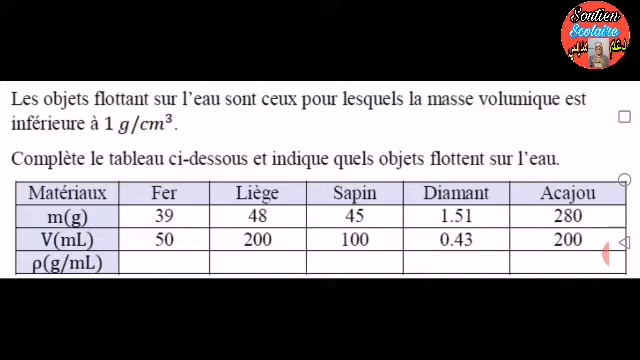 Soutien
Scolaire
Les objets flottant sur l'eau sont ceux pour lesquels la masse volumique est
inférieure à 1 g/cm³.
Complète le tableau ci-dessous et indique quels objets flottent sur l'eau.
Matériaux Fer Liège Sapin Diamant Acajou
m(g) 39 48 45 1.51 280
V(mL) 50 200 100 0.43 200
ρ(g/mL)